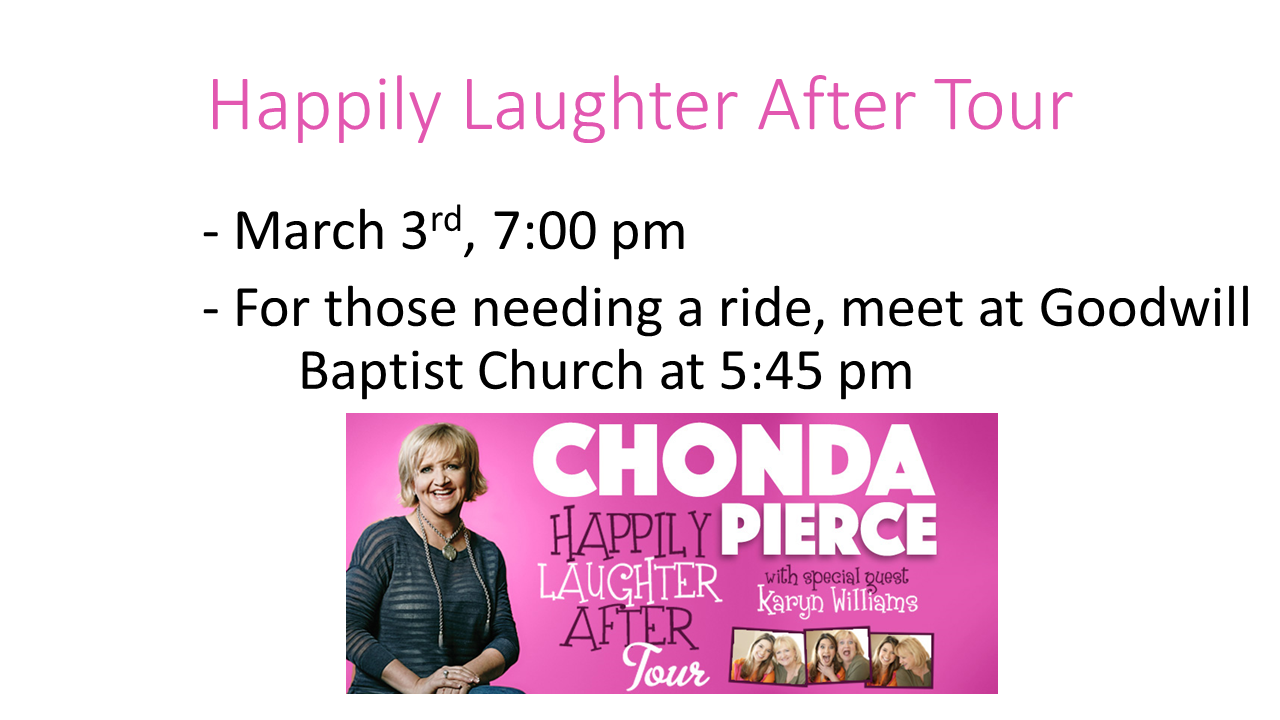 Happily Laughter After Tour
- March 3rd, 7:00 pm
- For those needing a ride, meet at Goodwill
Baptist Church at 5:45 pm
CHONDA
PIERCE
HAPPILY
LAUGHTER
AFTER
Tour
with special guest
Karyn Williams